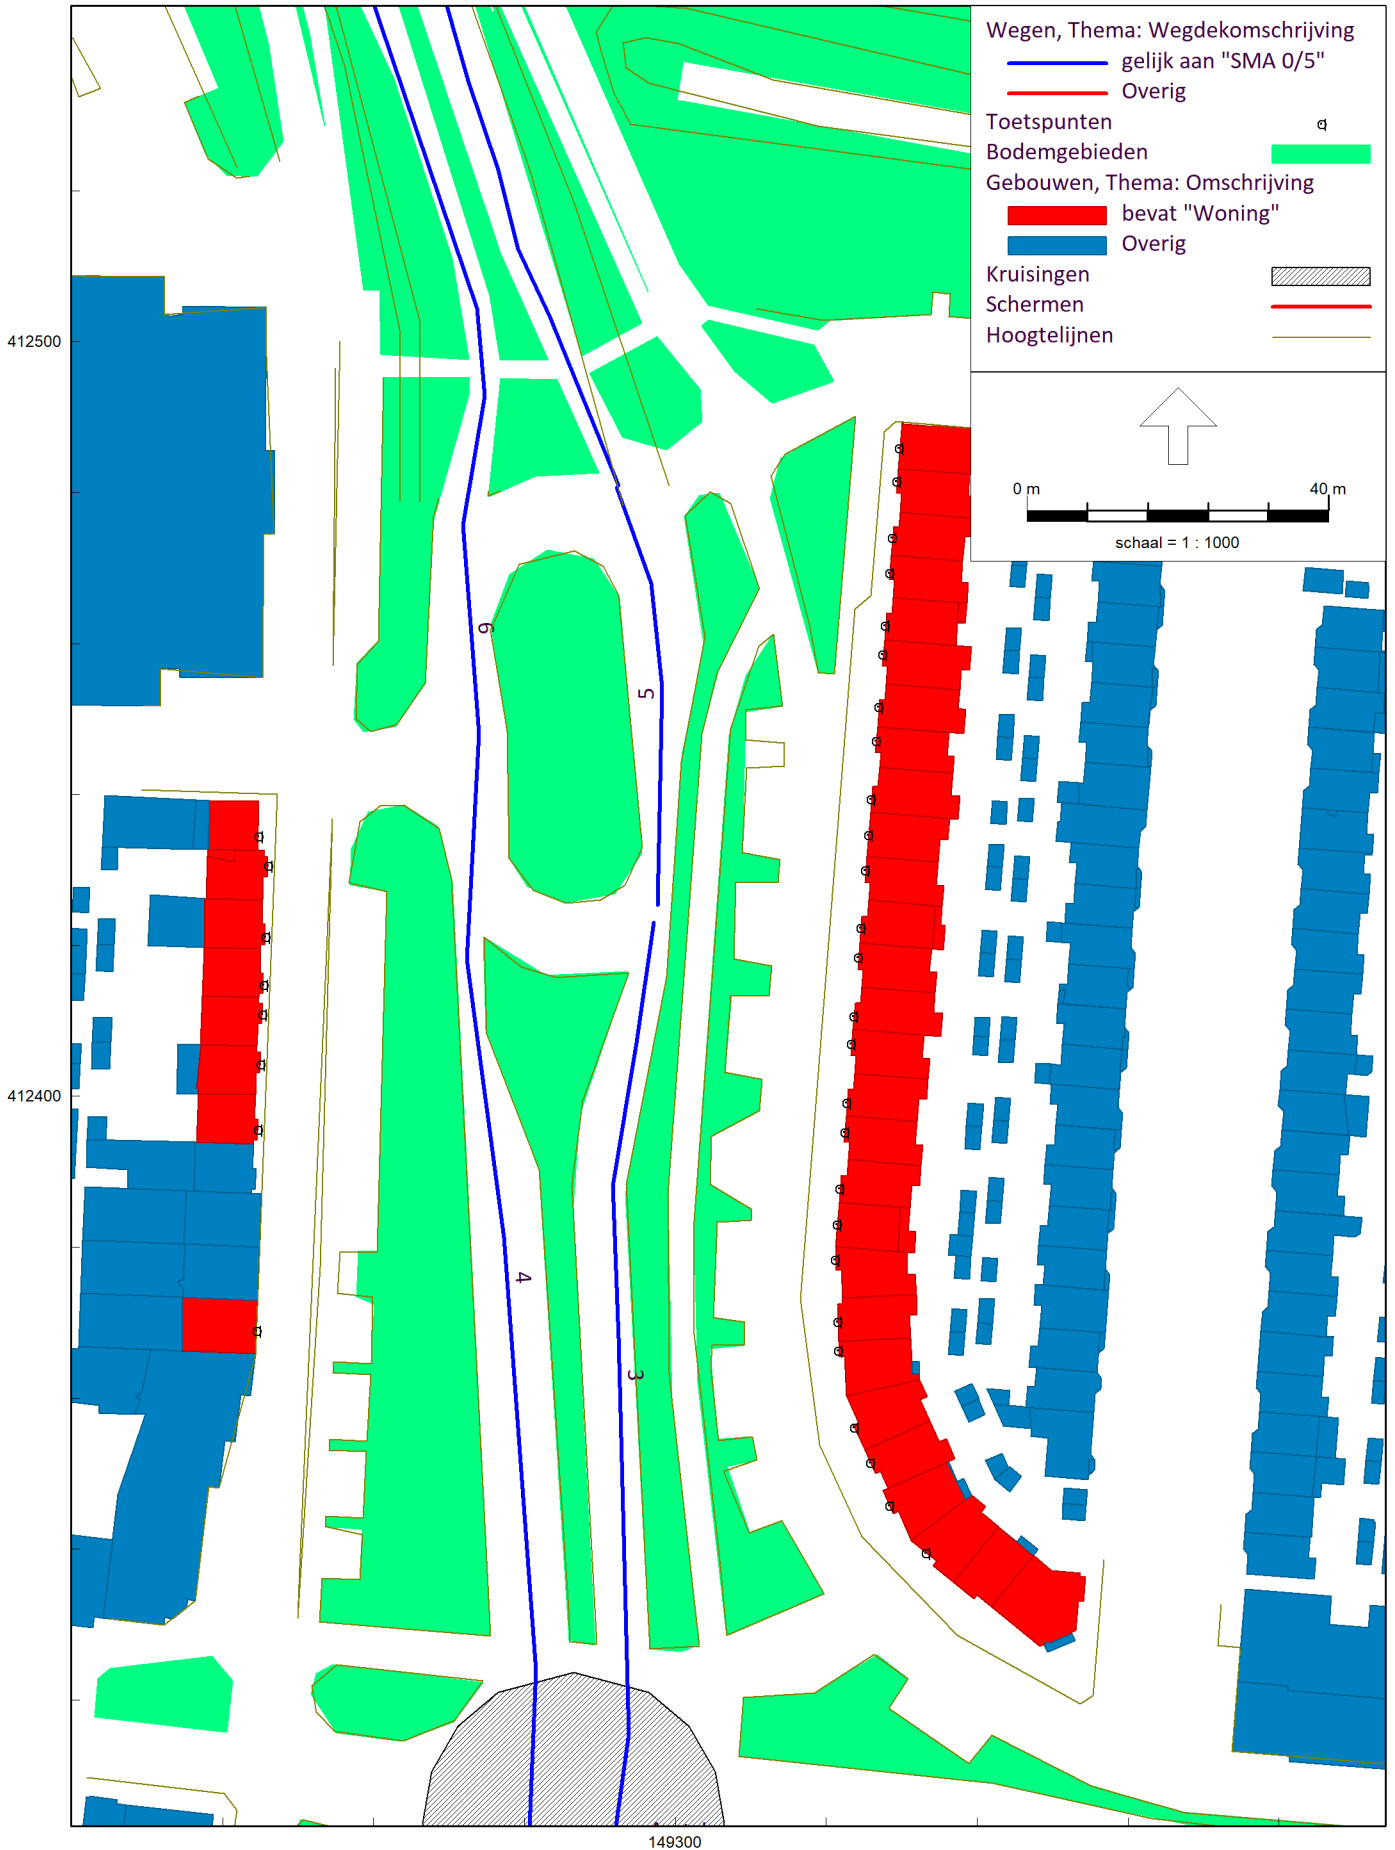 Wegen, Thema: Wegdekomschrijving
gelijk aan "SMA 0/5"
Overig
Toetspunten
Bodemgebieden
Gebouwen, Thema: Omschrijving
bevat "Woning"
Overig
Kruisingen
Schermen
Hoogtelijnen
0 m 40 m
schaal = 1 : 1000
412500
6
5
412400
4
3
149300